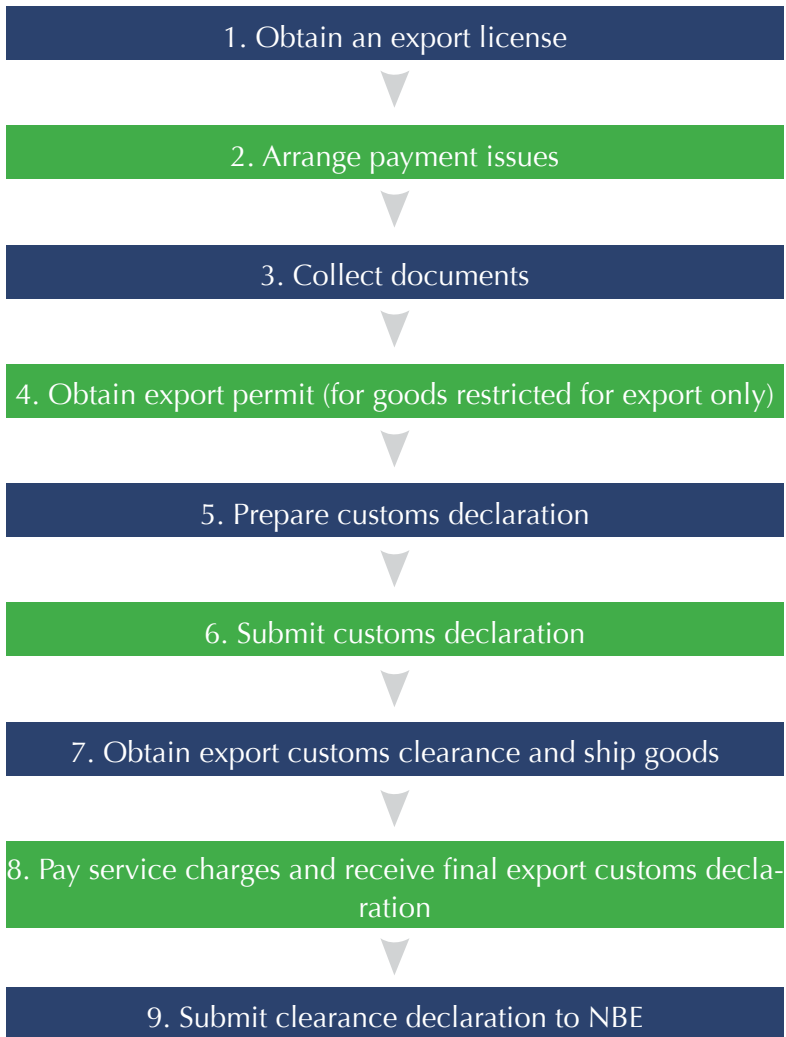 1. Obtain an export license
2. Arrange payment issues
3. Collect documents
4. Obtain export permit (for goods restricted for export only)
5. Prepare customs declaration
6. Submit customs declaration
7. Obtain export customs clearance and ship goods
8. Pay service charges and receive final export customs decla-
ration
9. Submit clearance declaration to NBE